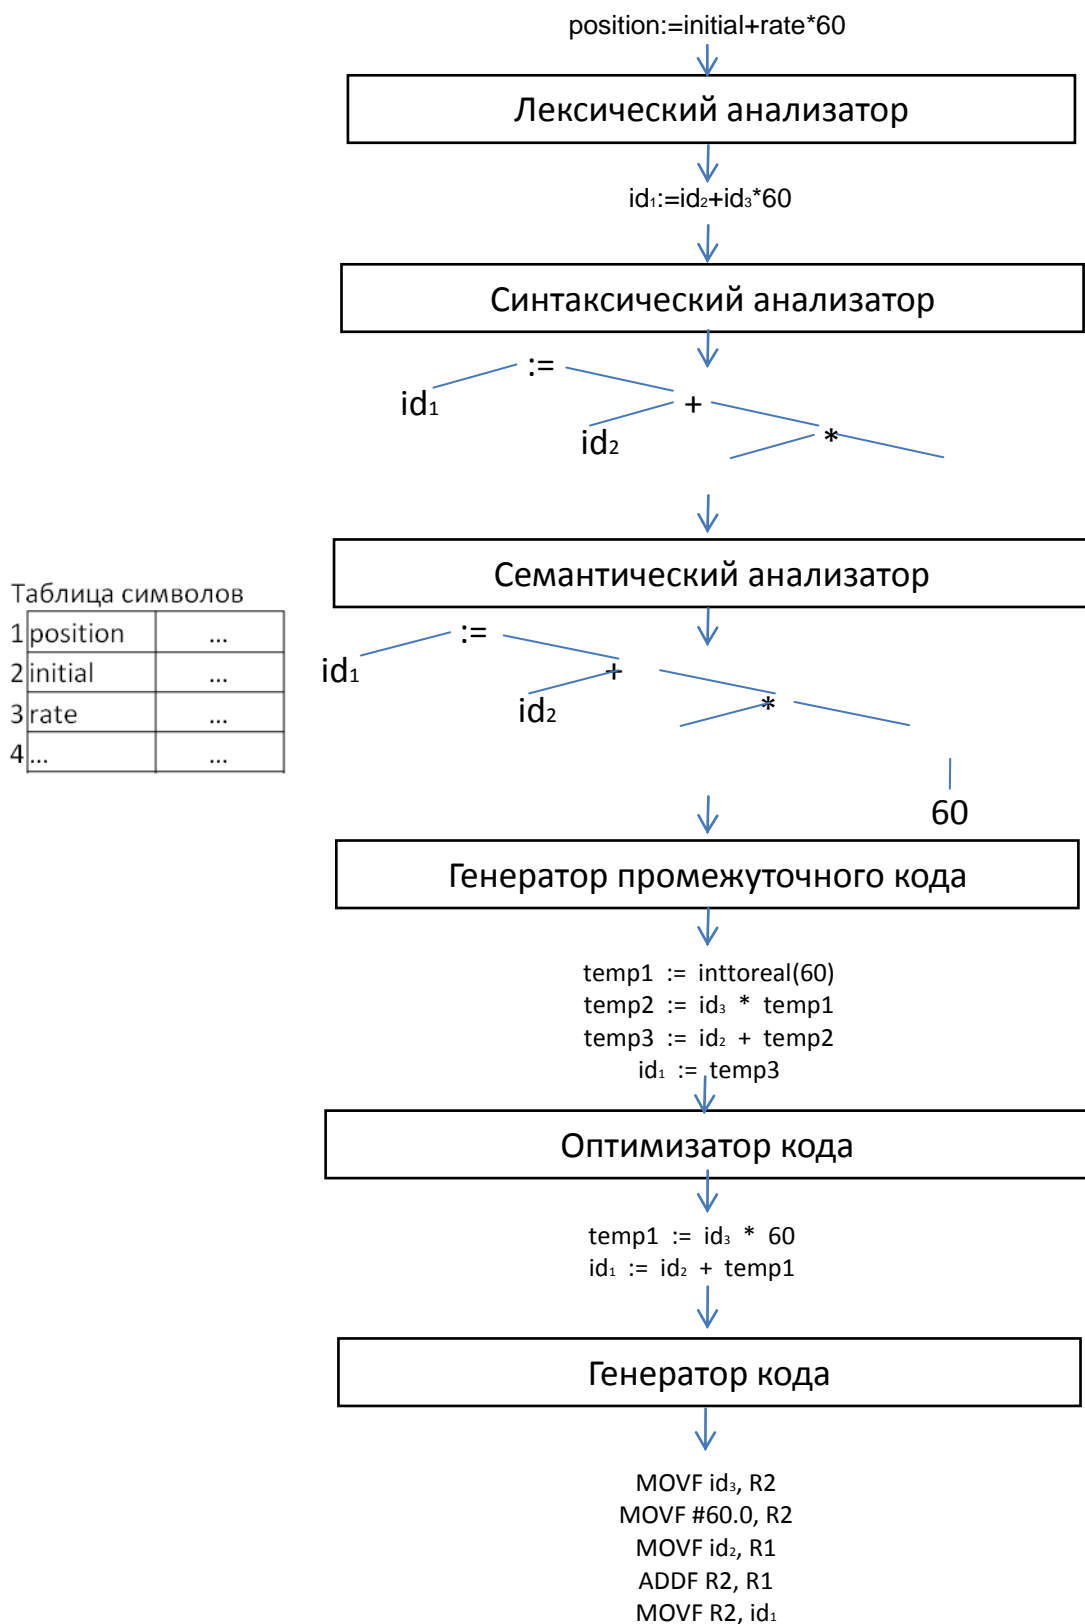 position:=initial+rate*60
Лексический анализатор
id₁:=id₂+id₃*60
Синтаксический анализатор
:=
id₁
+
id₂
*
Семантический анализатор
Таблица символов
1 position ...
2 initial ...
3 rate ...
4 ... ...
:=
id₁
+
id₂
*
60
Генератор промежуточного кода
temp1 := inttoreal(60)
temp2 := id₃ * temp1
temp3 := id₂ + temp2
id₁ := temp3
Оптимизатор кода
temp1 := id₃ * 60
id₁ := id₂ + temp1
Генератор кода
MOVF id₃, R2
MOVF #60.0, R2
MOVF id₂, R1
ADDF R2, R1
MOVF R2, id₁